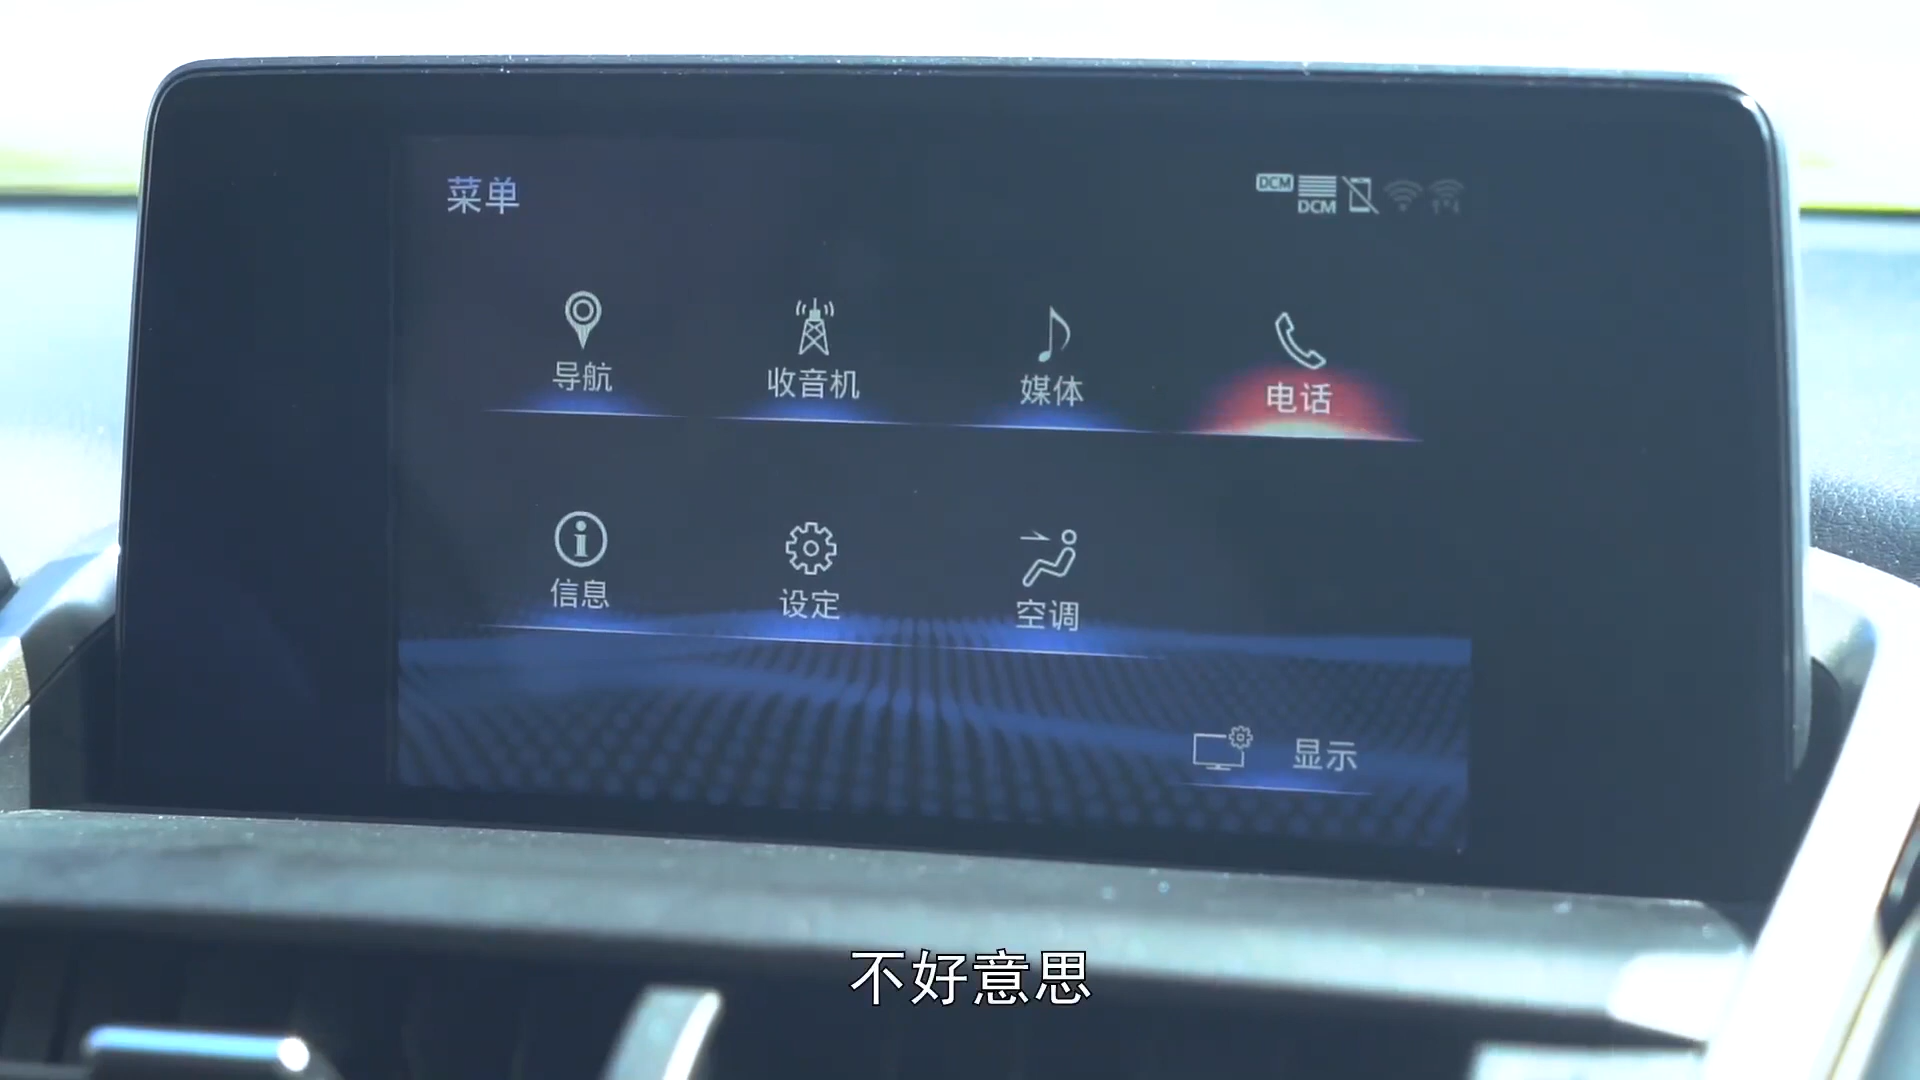 菜单
DCM
DCM
导航 收音机 媒体 电话
信息 设定 空调
显示
不好意思